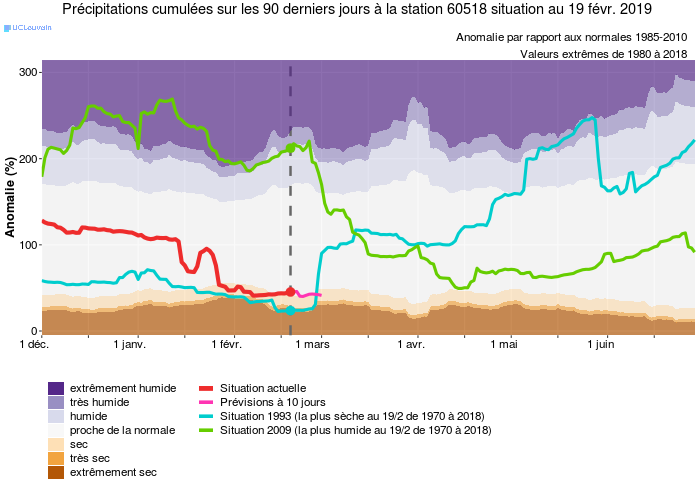 Précipitations cumulées sur les 90 derniers jours à la station 60518 situation au 19 févr. 2019
UCLouvain
Anomalie par rapport aux normales 1985-2010
Valeurs extrêmes de 1980 à 2018
Anomalie (%)
300
200
100
0
1 déc. 1 janv. 1 févr. 1 mars 1 avr. 1 mai 1 juin
extrêmement humide
très humide
humide
proche de la normale
sec
très sec
extrêmement sec
Situation actuelle
Prévisions à 10 jours
Situation 1993 (la plus sèche au 19/2 de 1970 à 2018)
Situation 2009 (la plus humide au 19/2 de 1970 à 2018)